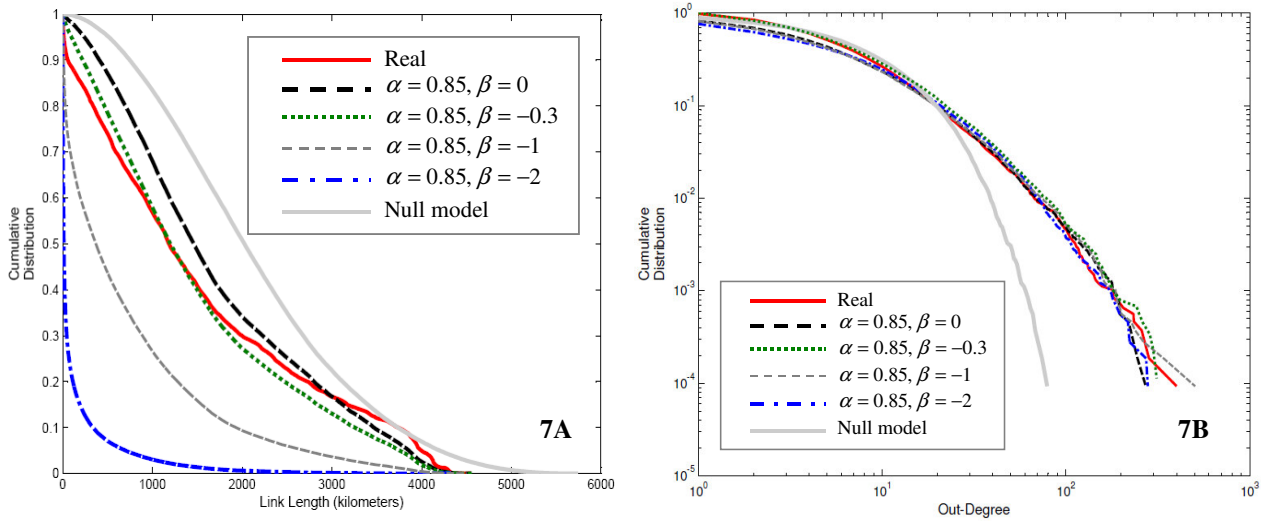 1
0.9
0.8
0.7
0.6
0.5
0.4
0.3
0.2
0.1
0
Cumulative
Distribution
Real
α = 0.85, β = 0
α = 0.85, β = −0.3
α = 0.85, β = −1
α = 0.85, β = −2
Null model
7A
0 1000 2000 3000 4000 5000 6000
Link Length (kilometers)
10⁰
10⁻¹
10⁻²
10⁻³
10⁻⁴
10⁻⁵
Cumulative
Distribution
Real
α = 0.85, β = 0
α = 0.85, β = −0.3
α = 0.85, β = −1
α = 0.85, β = −2
Null model
7B
10⁰ 10¹ 10² 10³
Out-Degree